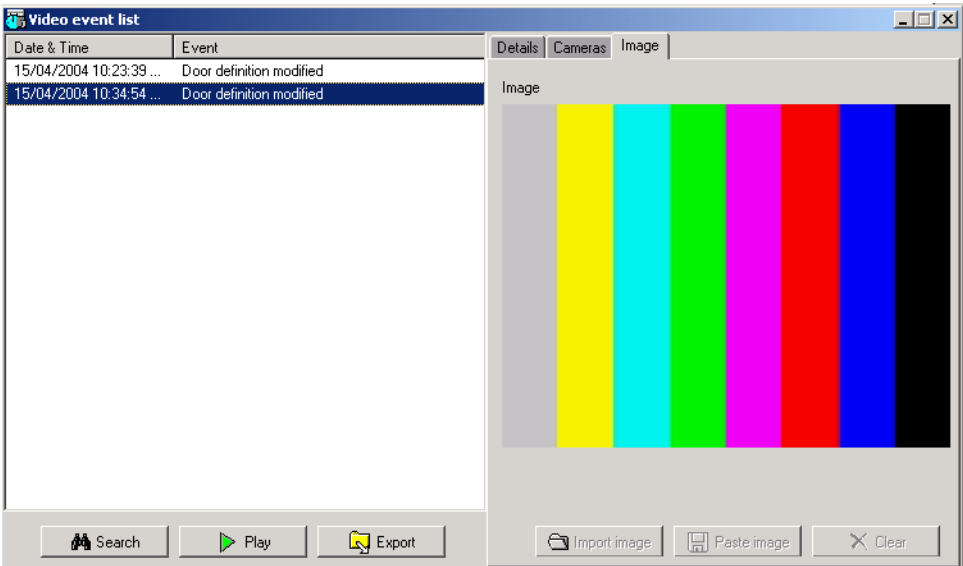 Video event list
Date & Time Event
15/04/2004 10:23:39 ... Door definition modified
15/04/2004 10:34:54 ... Door definition modified
Details Cameras Image
Image
Search Play Export
Import image Paste image Clear